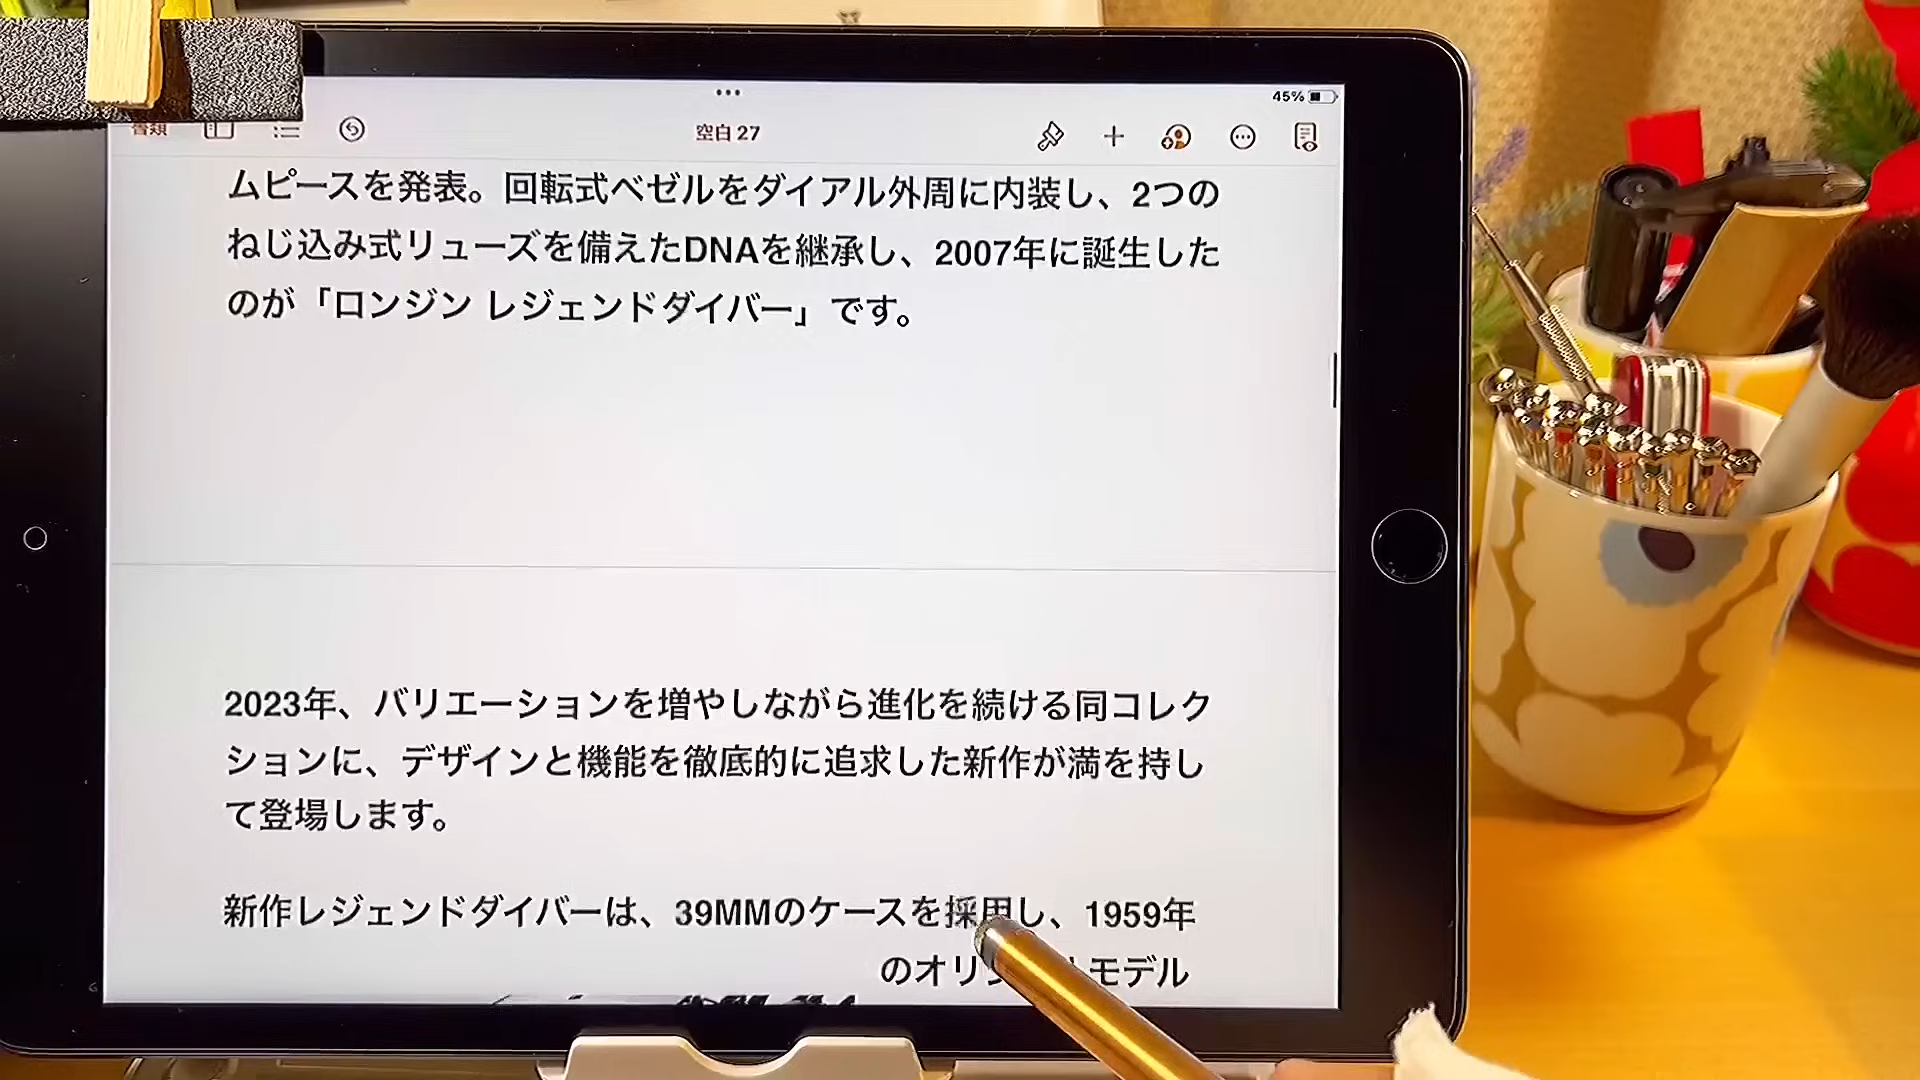 45%
書類
空白 27
ムピースを発表。回転式ベゼルをダイアル外周に内装し、2つの
ねじ込み式リューズを備えたDNAを継承し、2007年に誕生した
のが「ロンジン レジェンドダイバー」です。
2023年、バリエーションを増やしながら進化を続ける同コレク
ションに、デザインと機能を徹底的に追求した新作が満を持し
て登場します。
新作レジェンドダイバーは、39MMのケースを採用し、1959年
のオリ モデル